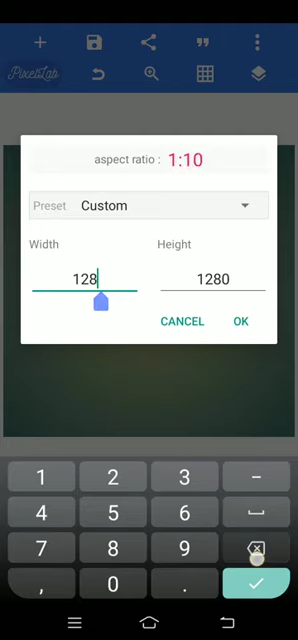 PixelLab
aspect ratio : 1:10
Preset Custom
Width Height
128 1280
CANCEL OK
1 2 3 −
4 5 6
7 8 9
, 0 .